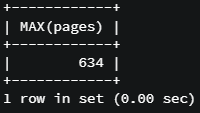 +------------+
| MAX(pages) |
+------------+
|        634 |
+------------+
1 row in set (0.00 sec)